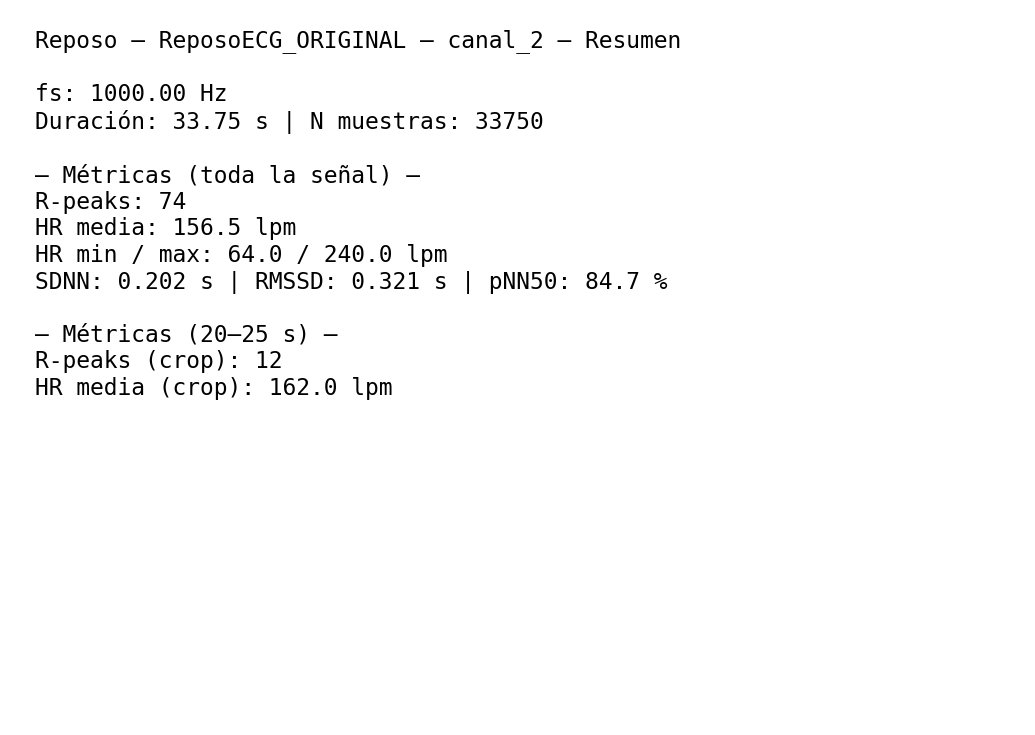 Reposo — ReposoECG_ORIGINAL — canal_2 — Resumen
fs: 1000.00 Hz
Duración: 33.75 s | N muestras: 33750
— Métricas (toda la señal) —
R-peaks: 74
HR media: 156.5 lpm
HR min / max: 64.0 / 240.0 lpm
SDNN: 0.202 s | RMSSD: 0.321 s | pNN50: 84.7 %
— Métricas (20–25 s) —
R-peaks (crop): 12
HR media (crop): 162.0 lpm